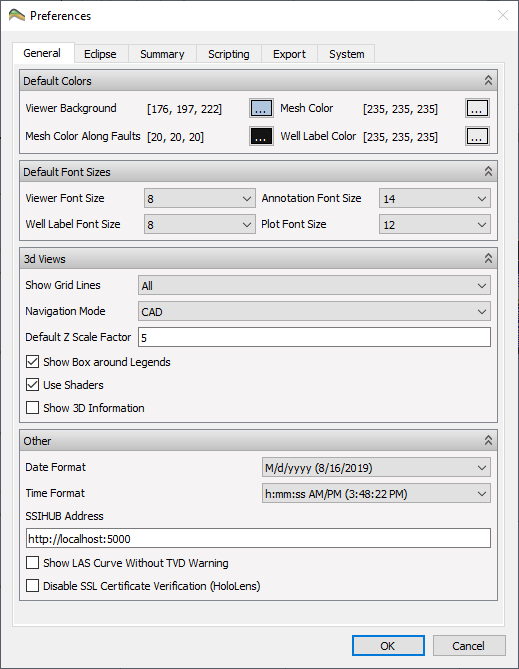 Preferences
General Eclipse Summary Scripting Export System
Default Colors
Viewer Background [176, 197, 222] ... Mesh Color [235, 235, 235] ...
Mesh Color Along Faults [20, 20, 20] ... Well Label Color [235, 235, 235] ...
Default Font Sizes
Viewer Font Size 8 Annotation Font Size 14
Well Label Font Size 8 Plot Font Size 12
3d Views
Show Grid Lines All
Navigation Mode CAD
Default Z Scale Factor 5
Show Box around Legends
Use Shaders
Show 3D Information
Other
Date Format M/d/yyyy (8/16/2019)
Time Format h:mm:ss AM/PM (3:48:22 PM)
SSIHUB Address
http://localhost:5000
Show LAS Curve Without TVD Warning
Disable SSL Certificate Verification (HoloLens)
OK Cancel